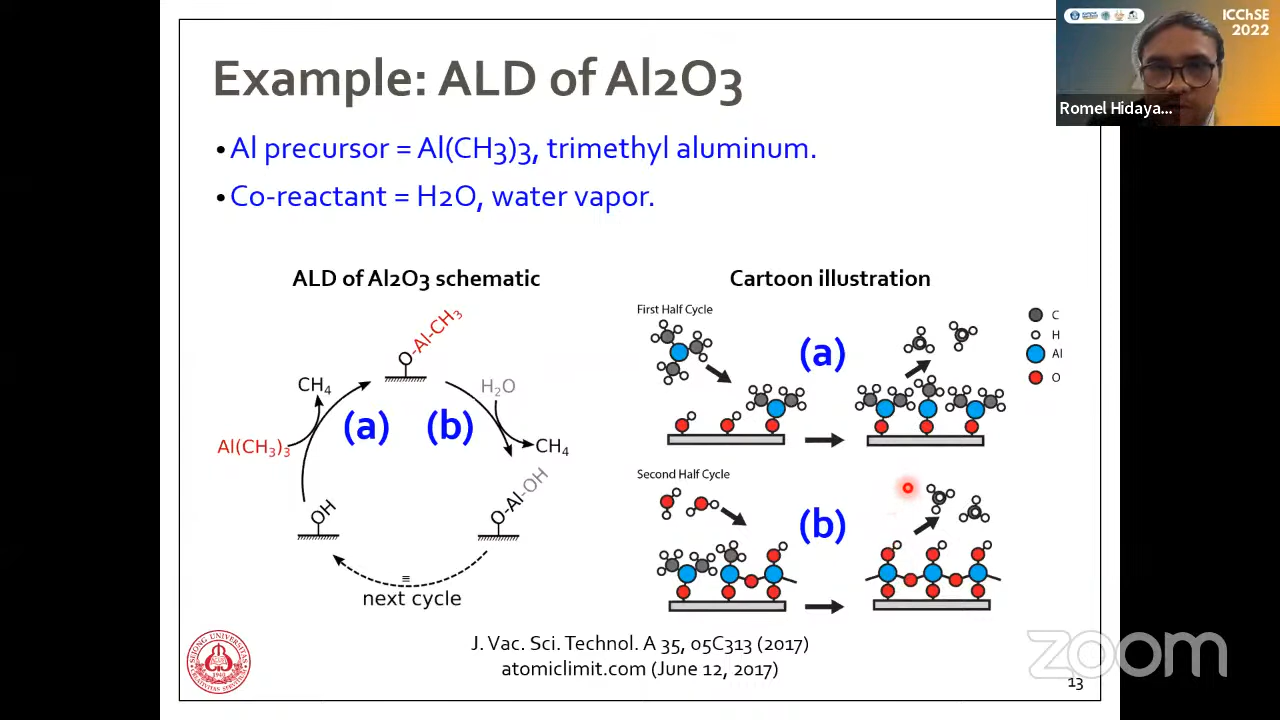 ICChSE
2022
Romel Hidaya...
Example: ALD of Al2O3
• Al precursor = Al(CH3)3, trimethyl aluminum.
• Co-reactant = H2O, water vapor.
ALD of Al2O3 schematic
O-Al-CH₃
CH₄
H₂O
(a)
(b)
Al(CH₃)₃
CH₄
OH
O-Al-OH
≡
next cycle
Cartoon illustration
First Half Cycle
(a)
C
H
Al
O
Second Half Cycle
(b)
J. Vac. Sci. Technol. A 35, 05C313 (2017)
atomiclimit.com (June 12, 2017)
SEJONG UNIVERSITAS
1940
zoom
13